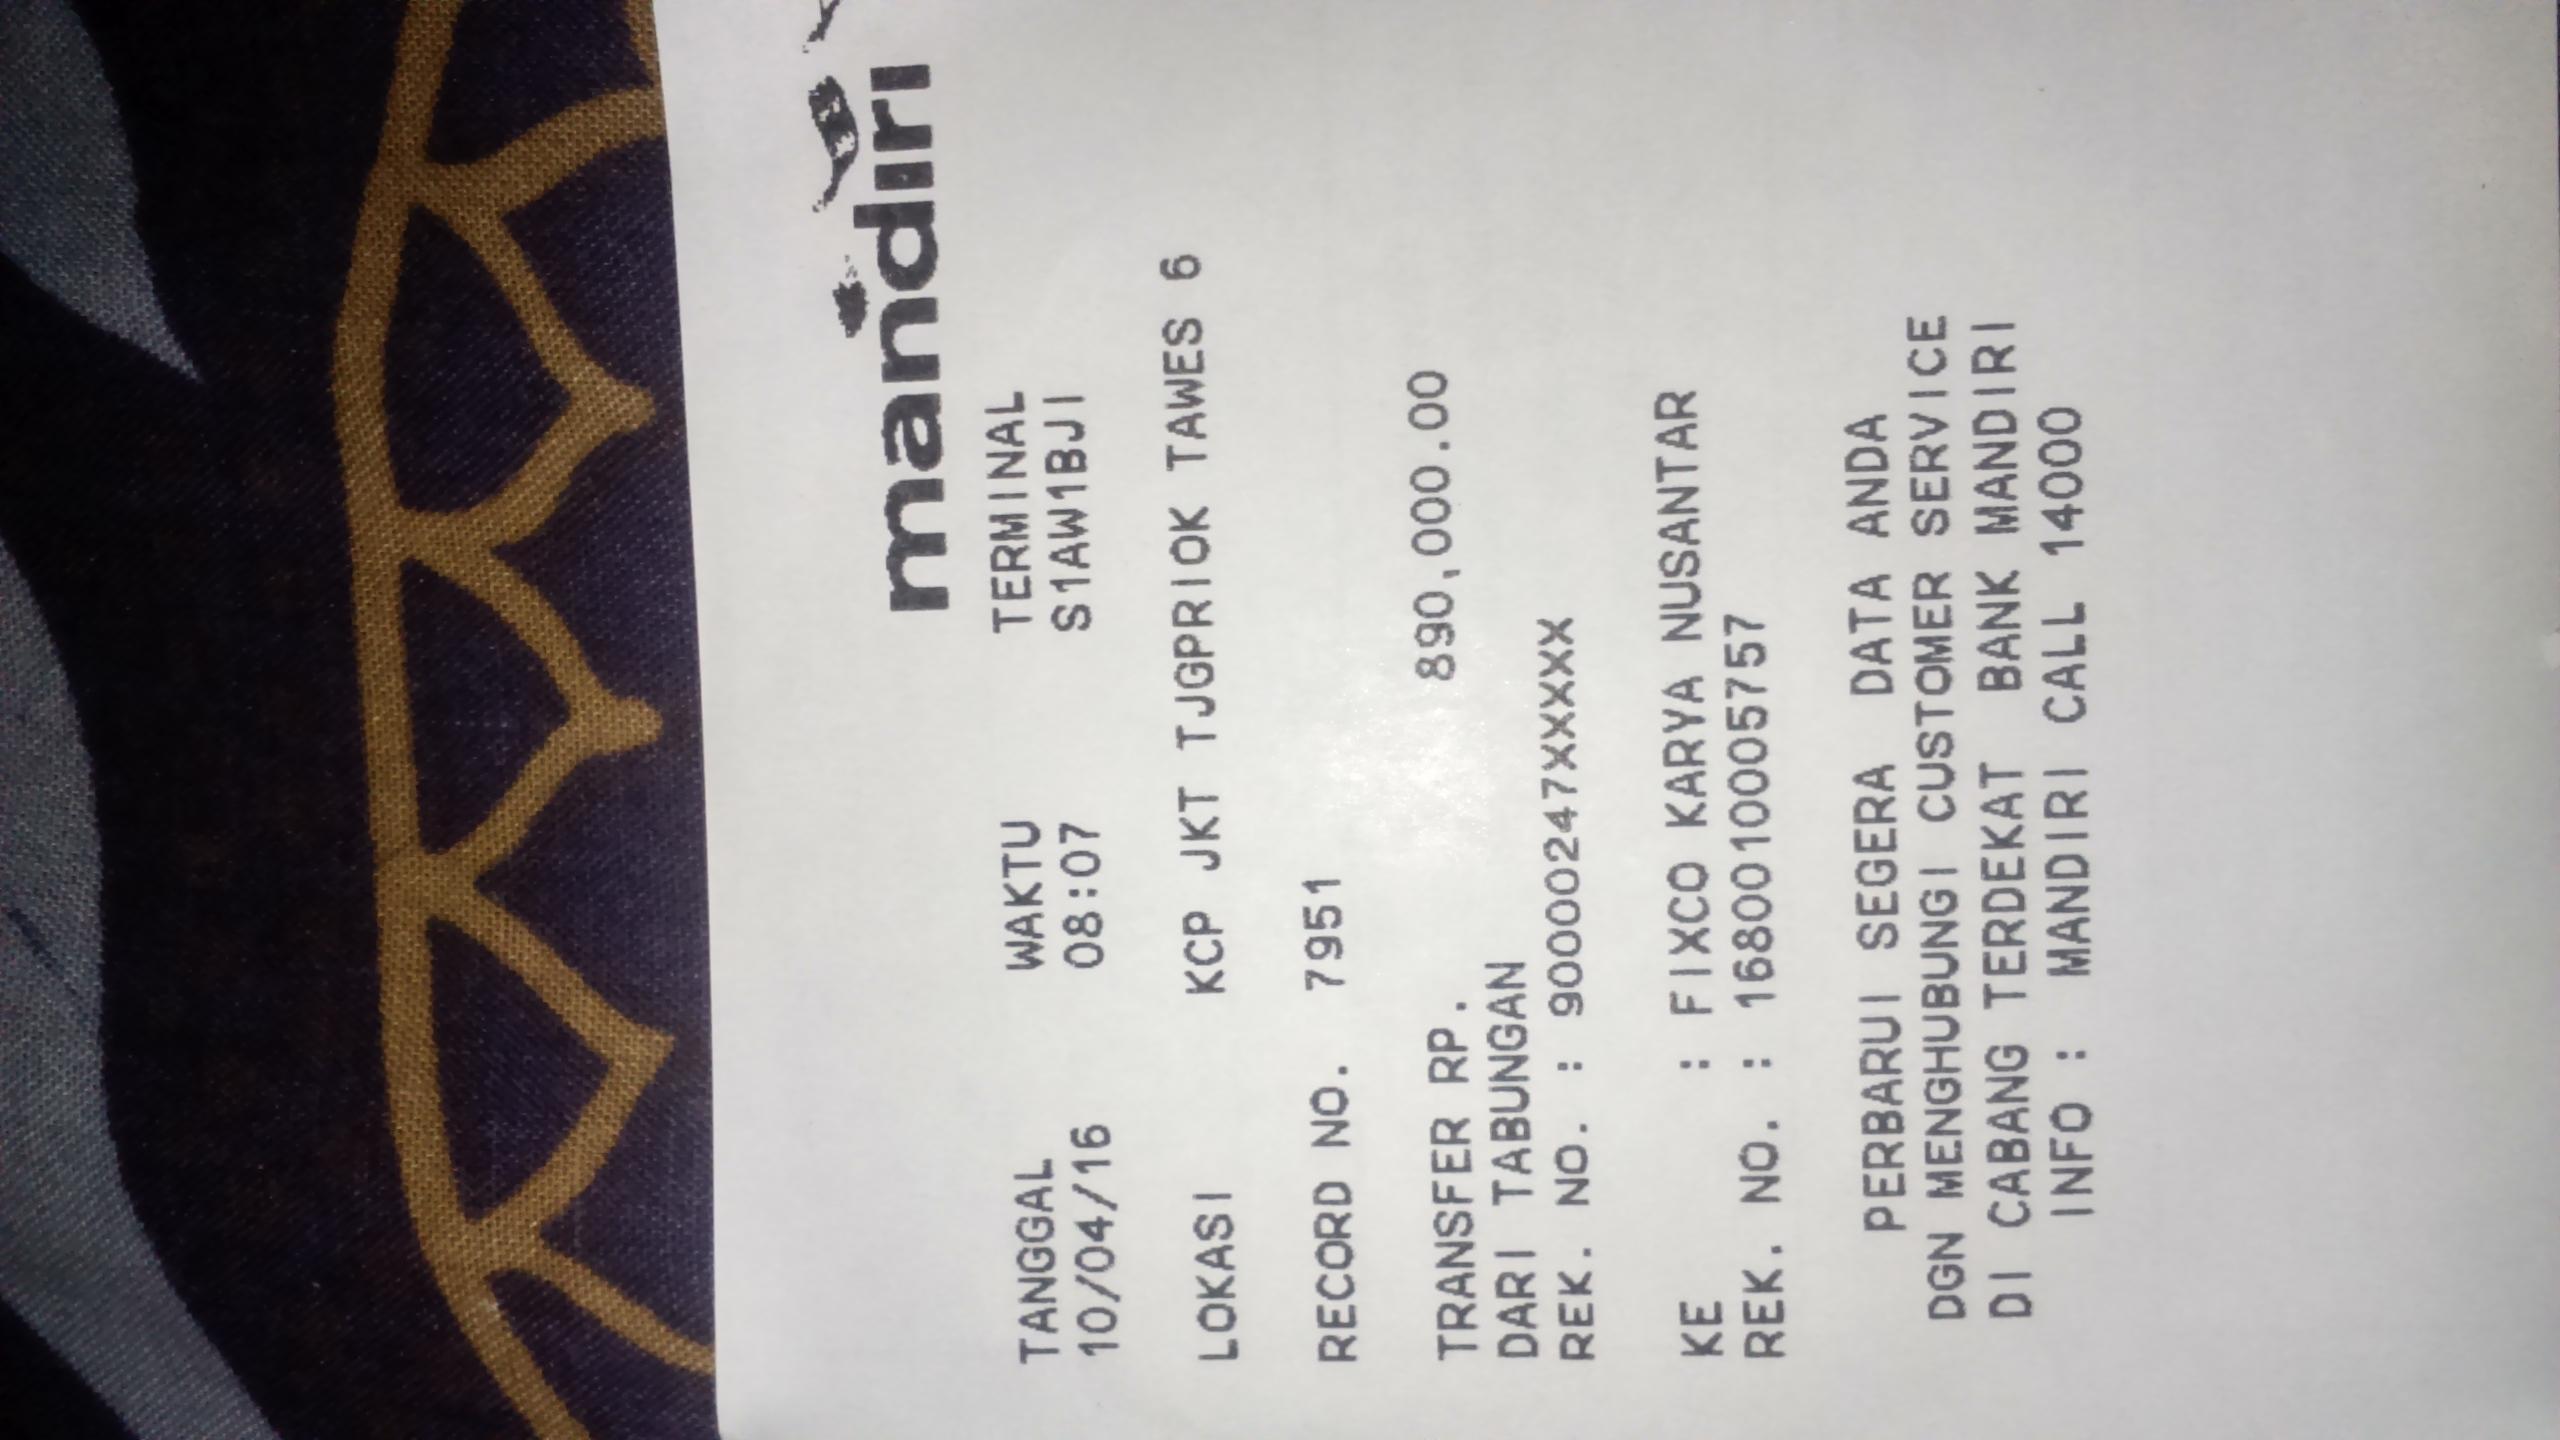 mandiri
TANGGAL WAKTU TERMINAL
10/04/16 08:07 S1AW1BJI
LOKASI KCP JKT TJGPRIOK TAWES 6
RECORD NO. 7951
TRANSFER RP. 890,000.00
DARI TABUNGAN
REK. NO. : 90000247XXXXX
KE : FIXCO KARYA NUSANTAR
REK. NO. : 1680010005757
PERBARUI SEGERA DATA ANDA
DGN MENGHUBUNGI CUSTOMER SERVICE
DI CABANG TERDEKAT BANK MANDIRI
INFO : MANDIRI CALL 14000